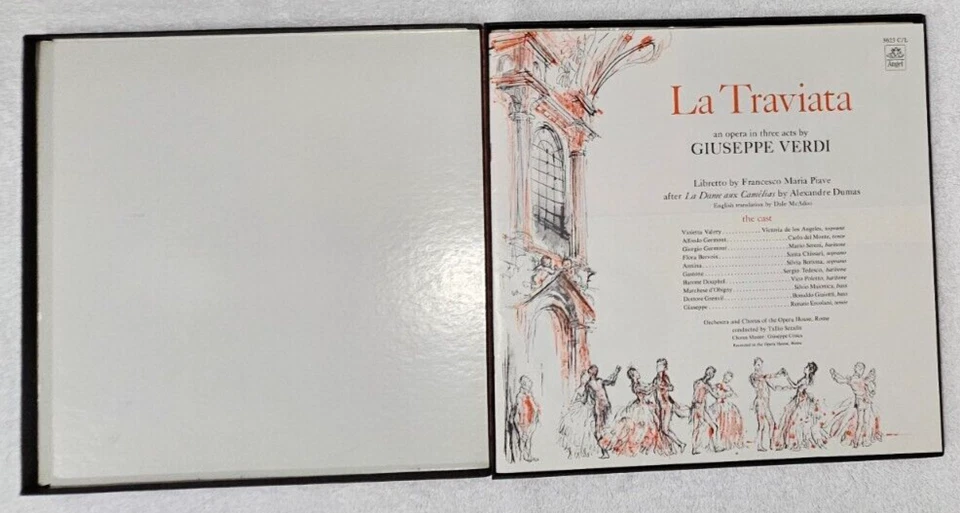 3623 C/L
Angel
La Traviata
an opera in three acts by
GIUSEPPE VERDI
Libretto by Francesco Maria Piave
after La Dame aux Camélias by Alexandre Dumas
English translation by Dale McAdoo
the cast
Violetta Valery . . . . . . . . . . . Victoria de los Angeles, soprano
Alfredo Germont . . . . . . . . . . . Carlo del Monte, tenor
Giorgio Germont . . . . . . . . . . . Mario Sereni, baritone
Flora Bervoix . . . . . . . . . . . Santa Chissari, soprano
Annina . . . . . . . . . . . Silvia Bertona, soprano
Gastone . . . . . . . . . . . Sergio Tedesco, baritone
Barone Douphol . . . . . . . . . . . Vico Polotto, baritone
Marchese d'Obigny . . . . . . . . . . . Silvio Maionica, bass
Dottore Grenvil . . . . . . . . . . . Bonaldo Giaiotti, bass
Giuseppe . . . . . . . . . . . Renato Ercolani, tenor
Orchestra and Chorus of the Opera House, Rome
conducted by Tullio Serafin
Chorus Master: Giuseppe Conca
Recorded in the Opera House, Rome